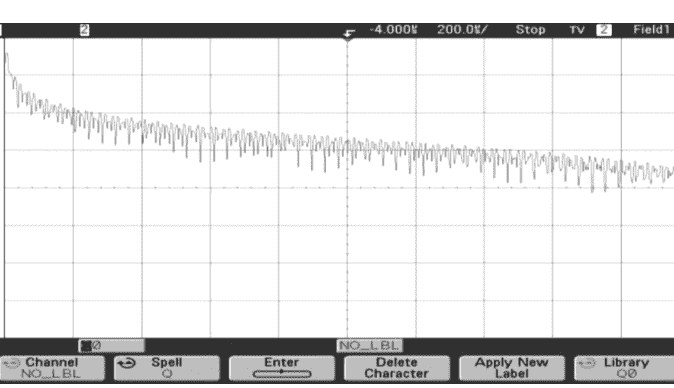 2 -4.000% 200.0%/ Stop TV 2 Field1
NO_LBL
Channel Spell Enter Delete Apply New Library
NO_LBL Q Character Label Q0